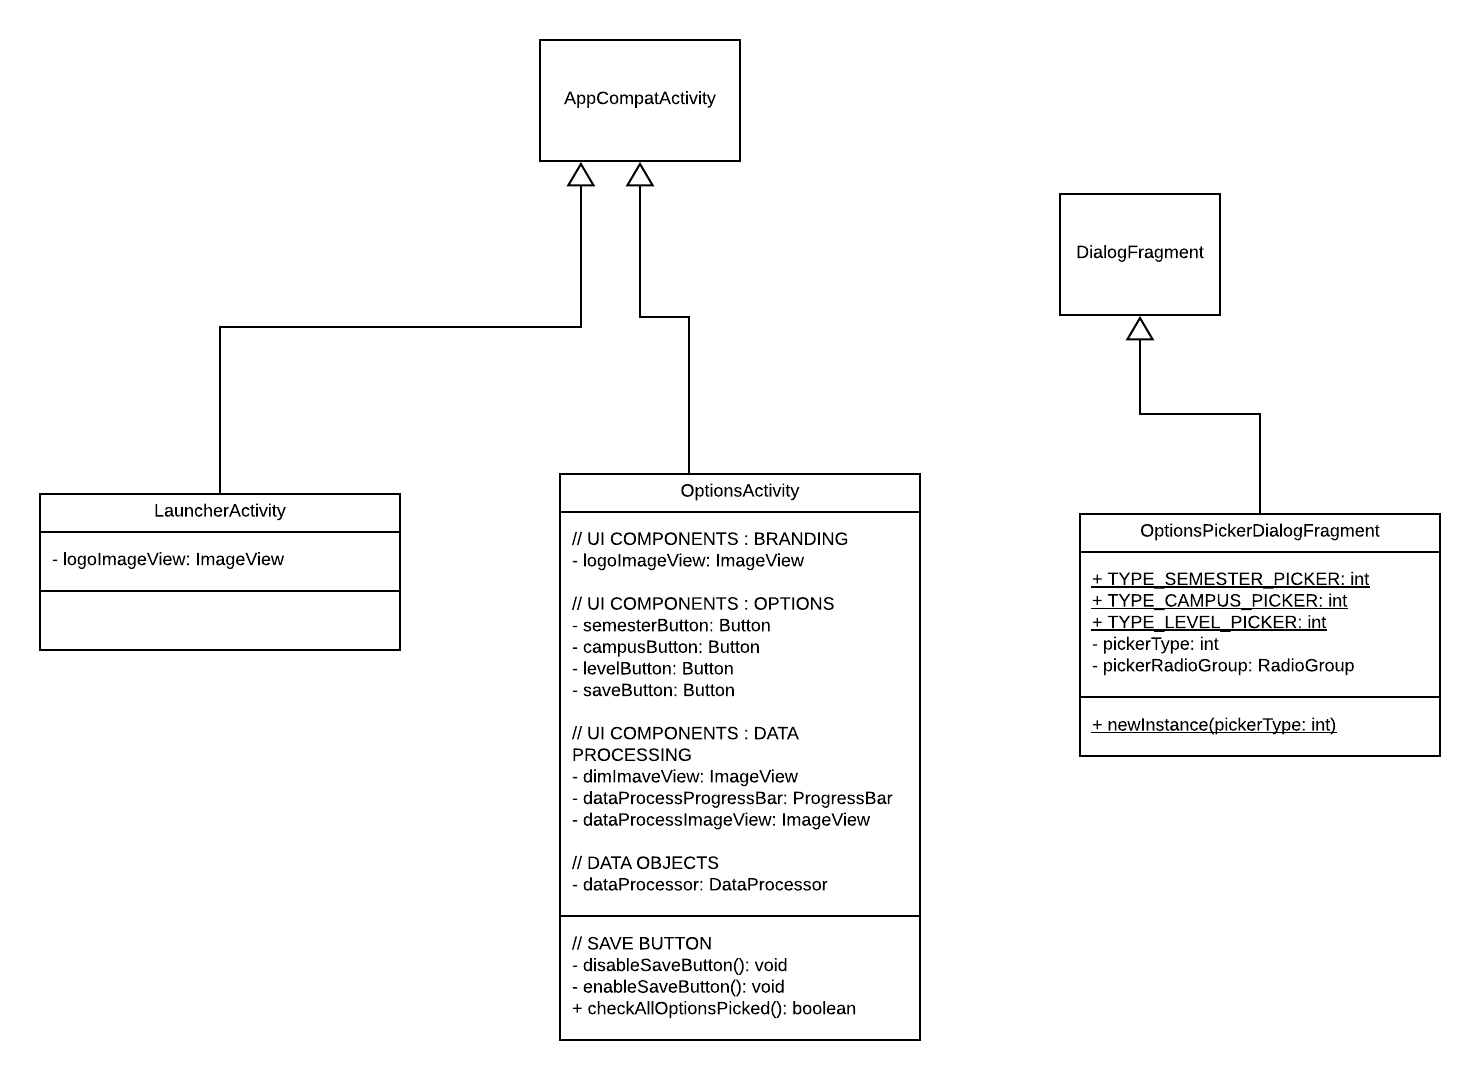 AppCompatActivity
DialogFragment
LauncherActivity
- logoImageView: ImageView
OptionsActivity
// UI COMPONENTS : BRANDING
- logoImageView: ImageView
// UI COMPONENTS : OPTIONS
- semesterButton: Button
- campusButton: Button
- levelButton: Button
- saveButton: Button
// UI COMPONENTS : DATA
PROCESSING
- dimImaveView: ImageView
- dataProcessProgressBar: ProgressBar
- dataProcessImageView: ImageView
// DATA OBJECTS
- dataProcessor: DataProcessor
// SAVE BUTTON
- disableSaveButton(): void
- enableSaveButton(): void
+ checkAllOptionsPicked(): boolean
OptionsPickerDialogFragment
+ TYPE_SEMESTER_PICKER: int
+ TYPE_CAMPUS_PICKER: int
+ TYPE_LEVEL_PICKER: int
- pickerType: int
- pickerRadioGroup: RadioGroup
+ newInstance(pickerType: int)